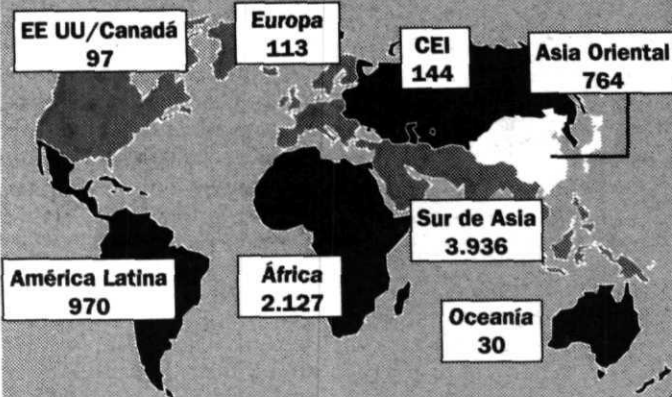 EE UU/Canadá
97
Europa
113
CEI
144
Asia Oriental
764
Sur de Asia
3.936
América Latina
970
África
2.127
Oceanía
30